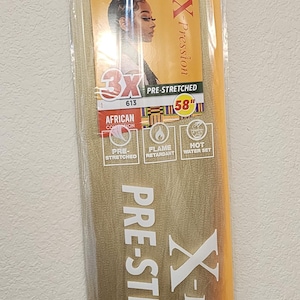 X-Pression
3X
613
PRE-STRETCHED
58"
AFRICAN
PRE-
STRETCHED
FLAME
RETARDANT
HOT
WATER SET
X-
PRE-ST